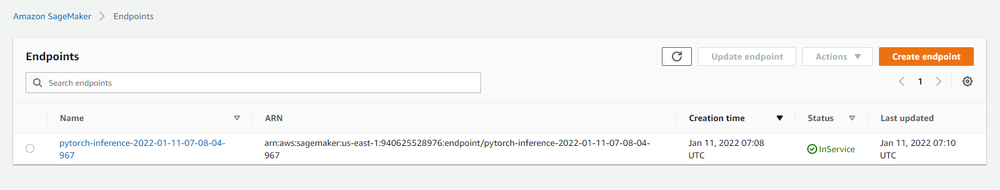 Amazon SageMaker > Endpoints
Endpoints
Update endpoint
Actions
Create endpoint
Search endpoints
1
Name ARN Creation time Status Last updated
pytorch-inference-2022-01-11-07-08-04- arn:aws:sagemaker:us-east-1:940625528976:endpoint/pytorch-inference-2022-01-11-07-08-04- Jan 11, 2022 07:08 InService Jan 11, 2022 07:10
967 967 UTC UTC